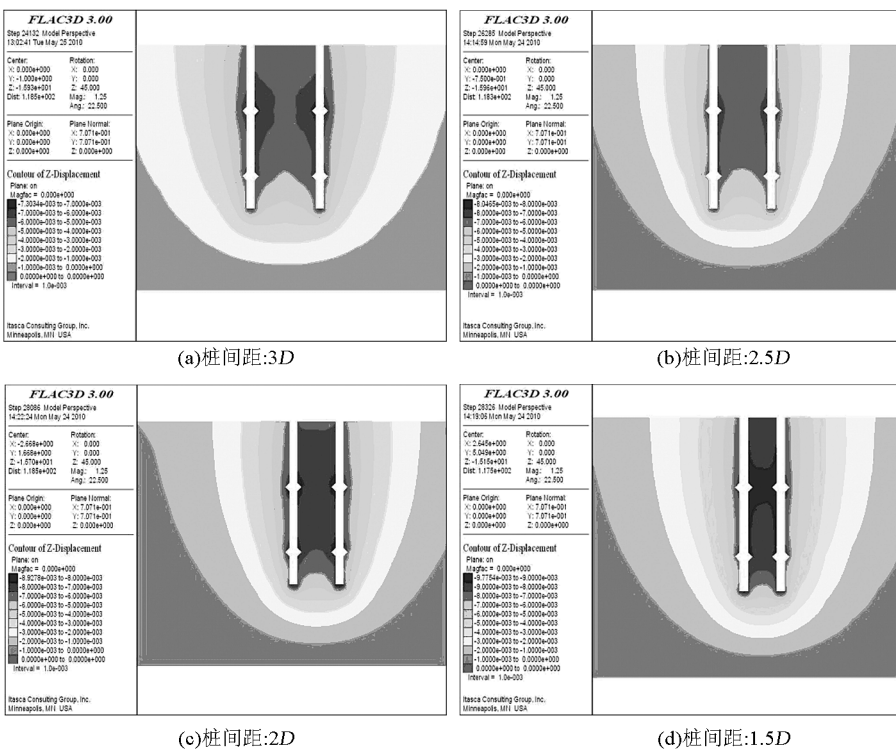 FLAC3D 3.00
Step 24132 Model Perspective
13:02:41 Tue May 25 2010
Center: Rotation:
X: 0.000e+000 X: 0.000
Y: -1.000e+000 Y: 0.000
Z: -1.593e+001 Z: 45.000
Dist: 1.185e+002 Mag.: 1.25
Ang.: 22.500
Plane Origin: Plane Normal:
X: 0.000e+000 X: 7.071e-001
Y: 0.000e+000 Y: 7.071e-001
Z: 0.000e+000 Z: 0.000e+000
Contour of Z-Displacement
Plane: on
Magfac = 0.000e+000
-7.3034e-003 to -7.0000e-003
-7.0000e-003 to -6.0000e-003
-6.0000e-003 to -5.0000e-003
-5.0000e-003 to -4.0000e-003
-4.0000e-003 to -3.0000e-003
-3.0000e-003 to -2.0000e-003
-2.0000e-003 to -1.0000e-003
-1.0000e-003 to 0.0000e+000
0.0000e+000 to 0.0000e+000
Interval = 1.0e-003
Itasca Consulting Group, Inc.
Minneapolis, MN USA
(a)桩间距:3D
FLAC3D 3.00
Step 26285 Model Perspective
14:14:59 Mon May 24 2010
Center: Rotation:
X: 0.000e+000 X: 0.000
Y: -7.500e-001 Y: 0.000
Z: -1.596e+001 Z: 45.000
Dist: 1.183e+002 Mag.: 1.25
Ang.: 22.500
Plane Origin: Plane Normal:
X: 0.000e+000 X: 7.071e-001
Y: 0.000e+000 Y: 7.071e-001
Z: 0.000e+000 Z: 0.000e+000
Contour of Z-Displacement
Plane: on
Magfac = 0.000e+000
-8.0465e-003 to -8.0000e-003
-8.0000e-003 to -7.0000e-003
-7.0000e-003 to -6.0000e-003
-6.0000e-003 to -5.0000e-003
-5.0000e-003 to -4.0000e-003
-4.0000e-003 to -3.0000e-003
-3.0000e-003 to -2.0000e-003
-2.0000e-003 to -1.0000e-003
-1.0000e-003 to 0.0000e+000
0.0000e+000 to 0.0000e+000
Interval = 1.0e-003
Itasca Consulting Group, Inc.
Minneapolis, MN USA
(b)桩间距:2.5D
FLAC3D 3.00
Step 28086 Model Perspective
14:22:24 Mon May 24 2010
Center: Rotation:
X: -2.668e+000 X: 0.000
Y: 1.668e+000 Y: 0.000
Z: -1.570e+001 Z: 45.000
Dist: 1.185e+002 Mag.: 1.25
Ang.: 22.500
Plane Origin: Plane Normal:
X: 0.000e+000 X: 7.071e-001
Y: 0.000e+000 Y: 7.071e-001
Z: 0.000e+000 Z: 0.000e+000
Contour of Z-Displacement
Plane: on
Magfac = 0.000e+000
-8.9278e-003 to -8.0000e-003
-8.0000e-003 to -7.0000e-003
-7.0000e-003 to -6.0000e-003
-6.0000e-003 to -5.0000e-003
-5.0000e-003 to -4.0000e-003
-4.0000e-003 to -3.0000e-003
-3.0000e-003 to -2.0000e-003
-2.0000e-003 to -1.0000e-003
-1.0000e-003 to 0.0000e+000
0.0000e+000 to 0.0000e+000
Interval = 1.0e-003
Itasca Consulting Group, Inc.
Minneapolis, MN USA
(c)桩间距:2D
FLAC3D 3.00
Step 28326 Model Perspective
14:19:06 Mon May 24 2010
Center: Rotation:
X: 2.645e+000 X: 0.000
Y: 5.049e+000 Y: 0.000
Z: -1.515e+001 Z: 45.000
Dist: 1.175e+002 Mag.: 1.25
Ang.: 22.500
Plane Origin: Plane Normal:
X: 0.000e+000 X: 7.071e-001
Y: 0.000e+000 Y: 7.071e-001
Z: 0.000e+000 Z: 0.000e+000
Contour of Z-Displacement
Plane: on
Magfac = 0.000e+000
-9.7754e-003 to -9.0000e-003
-9.0000e-003 to -8.0000e-003
-8.0000e-003 to -7.0000e-003
-7.0000e-003 to -6.0000e-003
-6.0000e-003 to -5.0000e-003
-5.0000e-003 to -4.0000e-003
-4.0000e-003 to -3.0000e-003
-3.0000e-003 to -2.0000e-003
-2.0000e-003 to -1.0000e-003
-1.0000e-003 to 0.0000e+000
0.0000e+000 to 0.0000e+000
Interval = 1.0e-003
Itasca Consulting Group, Inc.
Minneapolis, MN USA
(d)桩间距:1.5D